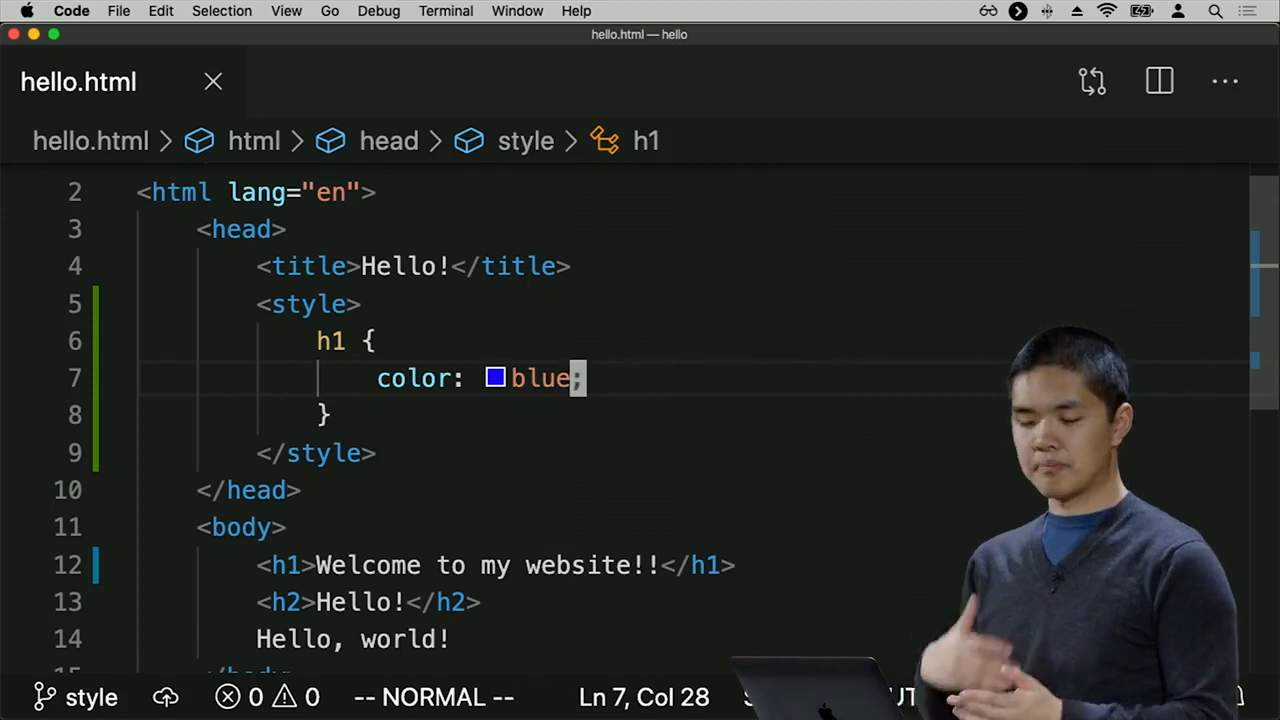 Code File Edit Selection View Go Debug Terminal Window Help
hello.html — hello
hello.html
hello.html > html > head > style > h1
2 <html lang="en">
3 <head>
4 <title>Hello!</title>
5 <style>
6 h1 {
7 color: blue;
8 }
9 </style>
10 </head>
11 <body>
12 <h1>Welcome to my website!!</h1>
13 <h2>Hello!</h2>
14 Hello, world!
style 0 0 -- NORMAL -- Ln 7, Col 28